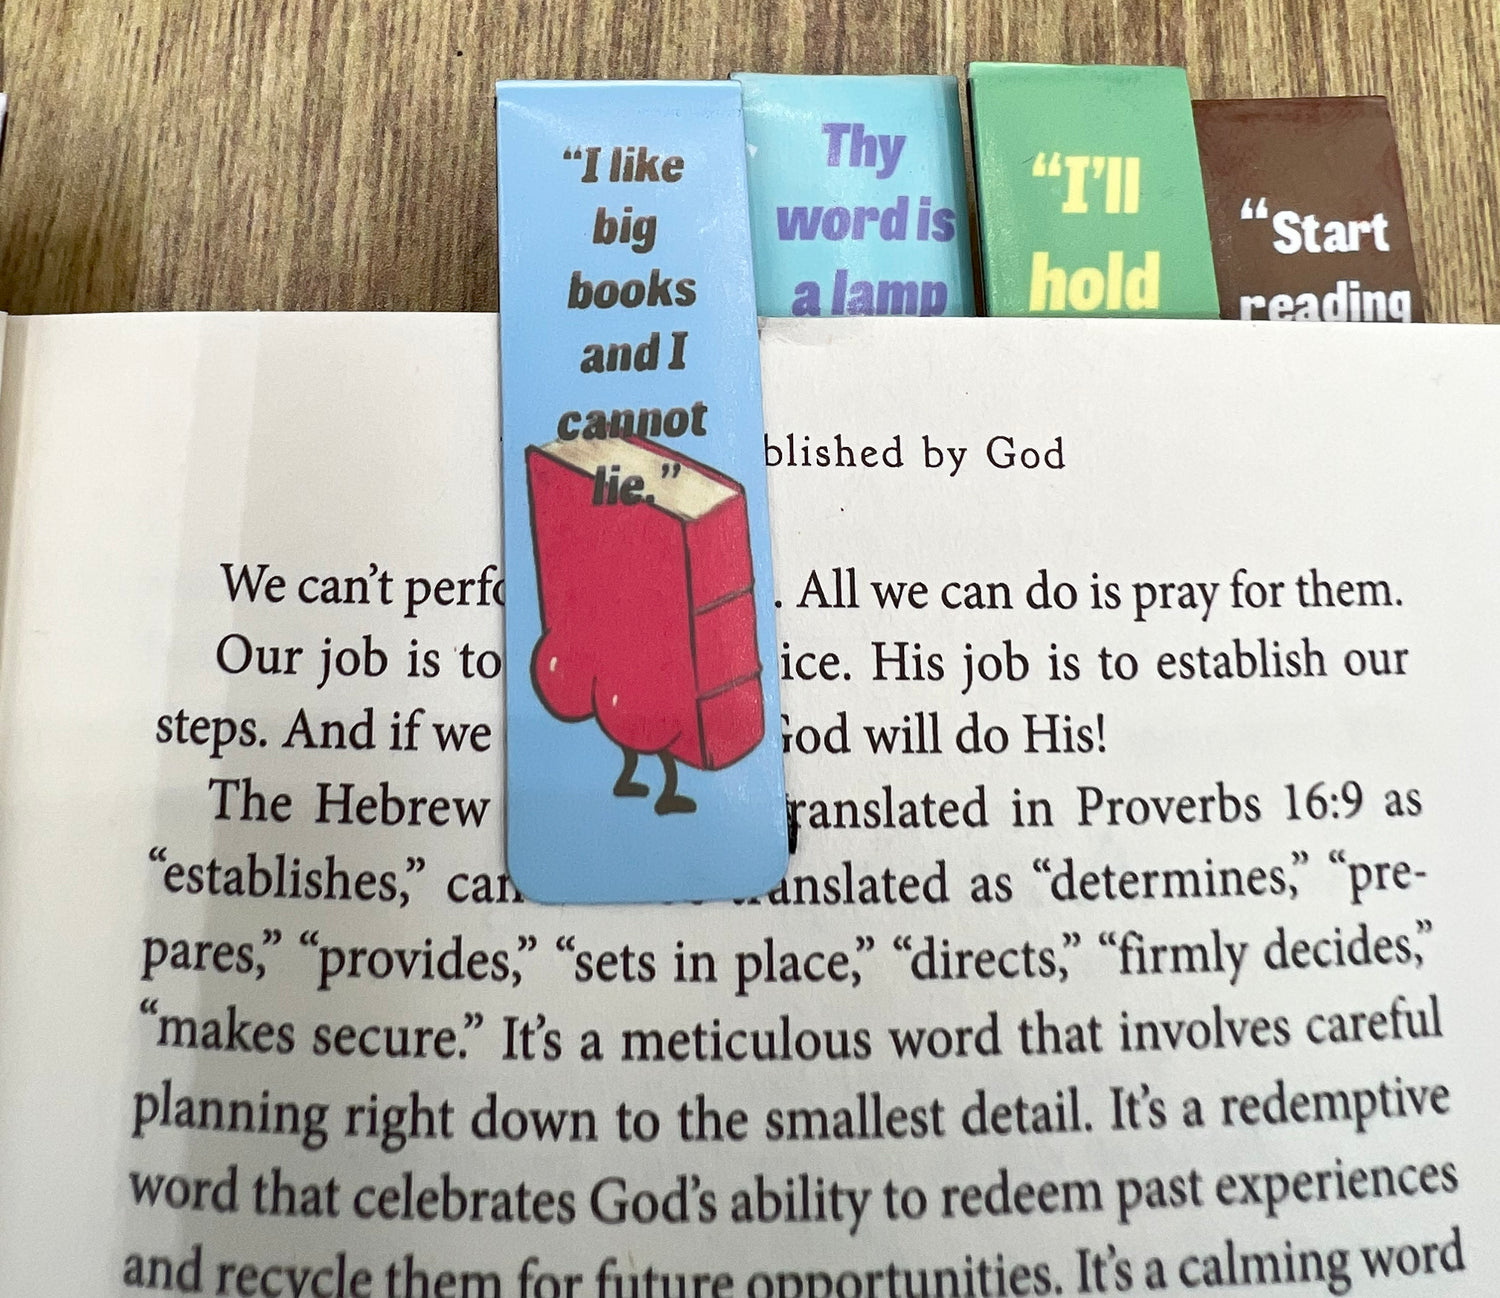 “I like
big
books
and I
cannot
lie.”
Thy
word is
a lamp
“I’ll
hold
“Start
reading
blished by God
We can’t perfo . All we can do is pray for them.
Our job is to ice. His job is to establish our
steps. And if we God will do His!
The Hebrew ranslated in Proverbs 16:9 as
“establishes,” can anslated as “determines,” “pre-
pares,” “provides,” “sets in place,” “directs,” “firmly decides,”
“makes secure.” It’s a meticulous word that involves careful
planning right down to the smallest detail. It’s a redemptive
word that celebrates God’s ability to redeem past experiences
and recycle them for future opportunities. It’s a calming word